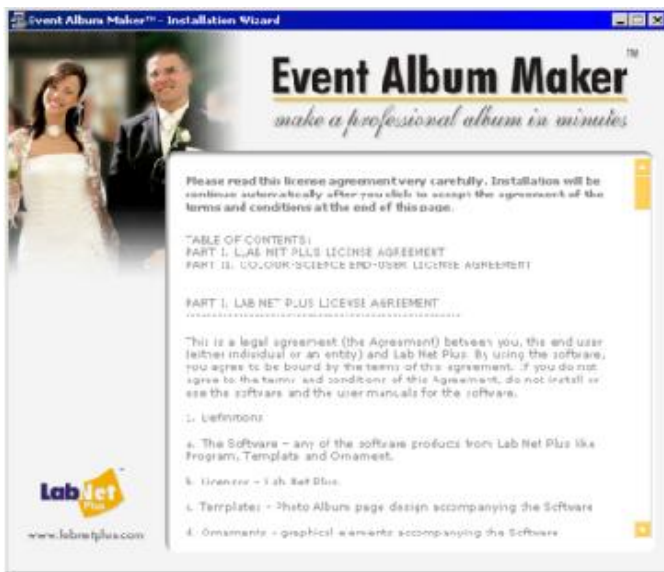 Event Album Maker™ - Installation Wizard
Event Album Maker™
make a professional album in minutes
Please read this license agreement very carefully. Installation will be
continue automatically after you click to accept the agreement of the
terms and conditions at the end of this page.
TABLE OF CONTENTS:
PART I. LAB NET PLUS LICENSE AGREEMENT
PART II. COLOUR-SCIENCE END-USER LICENSE AGREEMENT
PART I. LAB NET PLUS LICENSE AGREEMENT
--------------------------------------------------
This is a legal agreement (the Agreement) between you, the end user
(either individual or an entity) and Lab Net Plus. By using the software,
you agree to be bound by the terms of this agreement. If you do not
agree to the terms and conditions of this Agreement, do not install or
use the software and the user manuals for the software.
1. Definitions
a. The Software - any of the software products from Lab Net Plus like
Program, Template and Ornament.
b. Licensor - Lab Net Plus.
c. Templates - Photo Album page design accompanying the Software
d. Ornaments - graphical elements accompanying the Software
LabNet
Plus
www.labnetplus.com